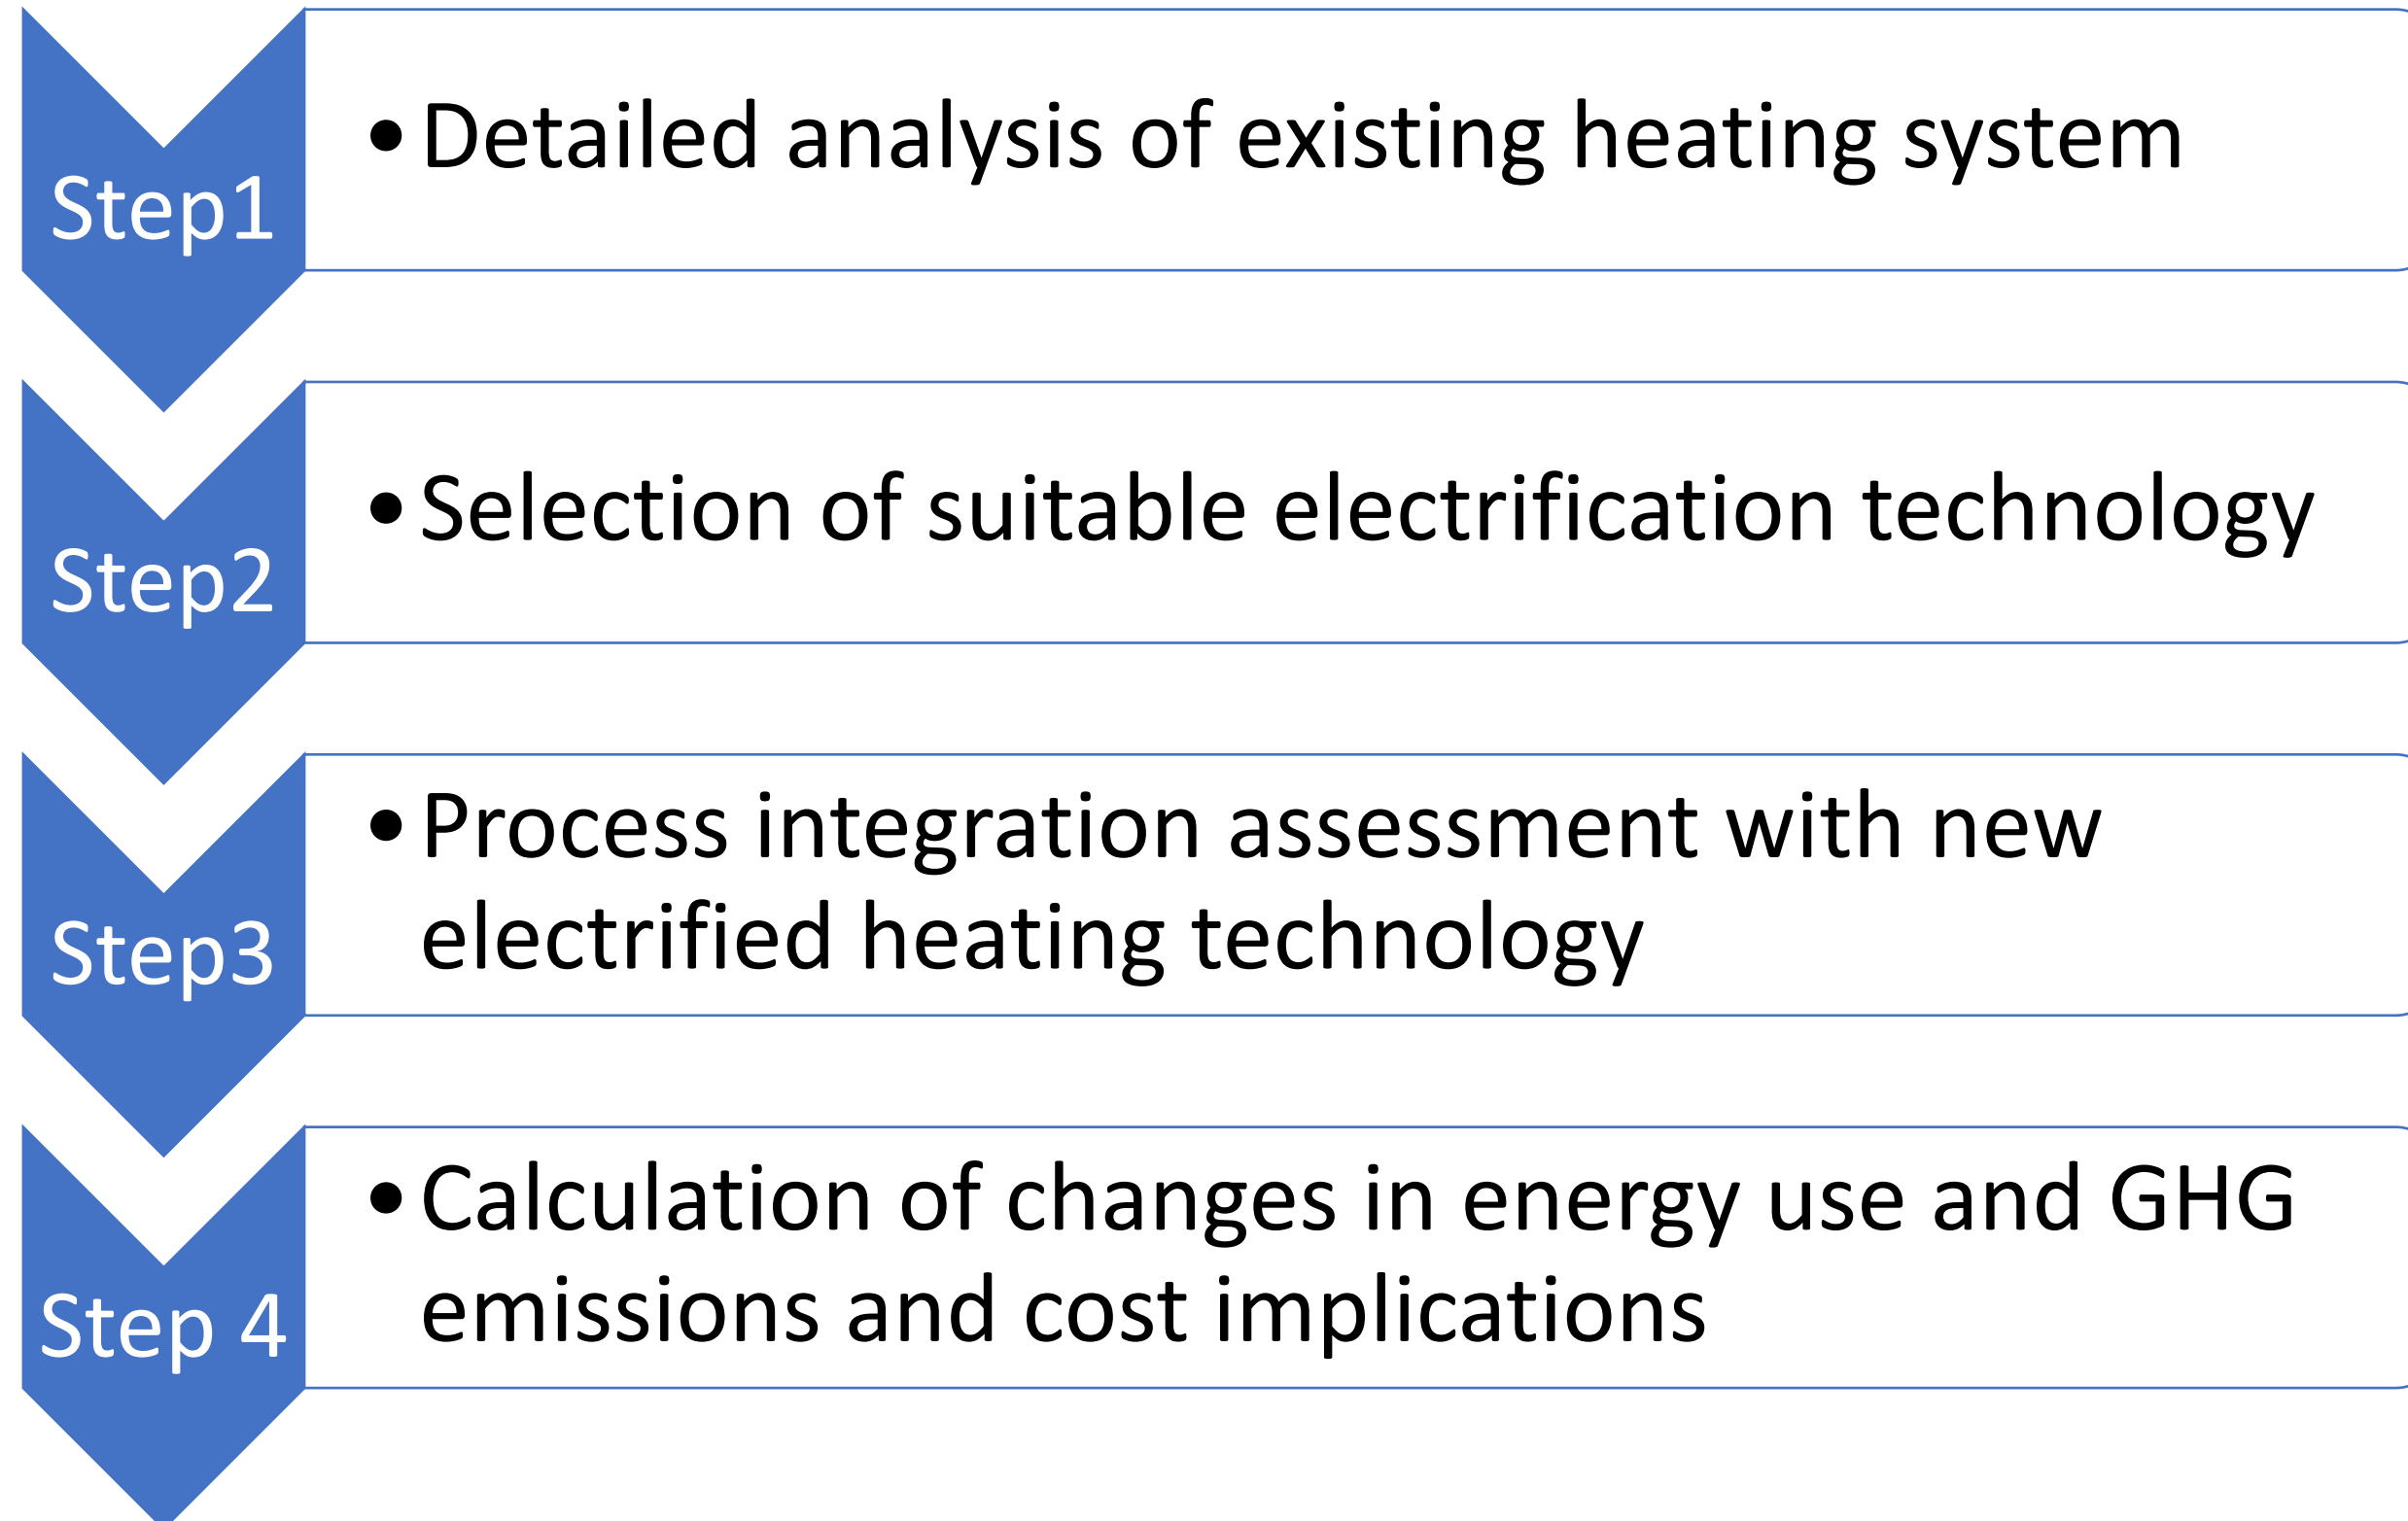 Step1
•Detailed analysis of existing heating system
Step2
•Selection of suitable electrification technology
Step3
•Process integration assessment with new
electrified heating technology
Step 4
•Calculation of changes in energy use and GHG
emissions and cost implications